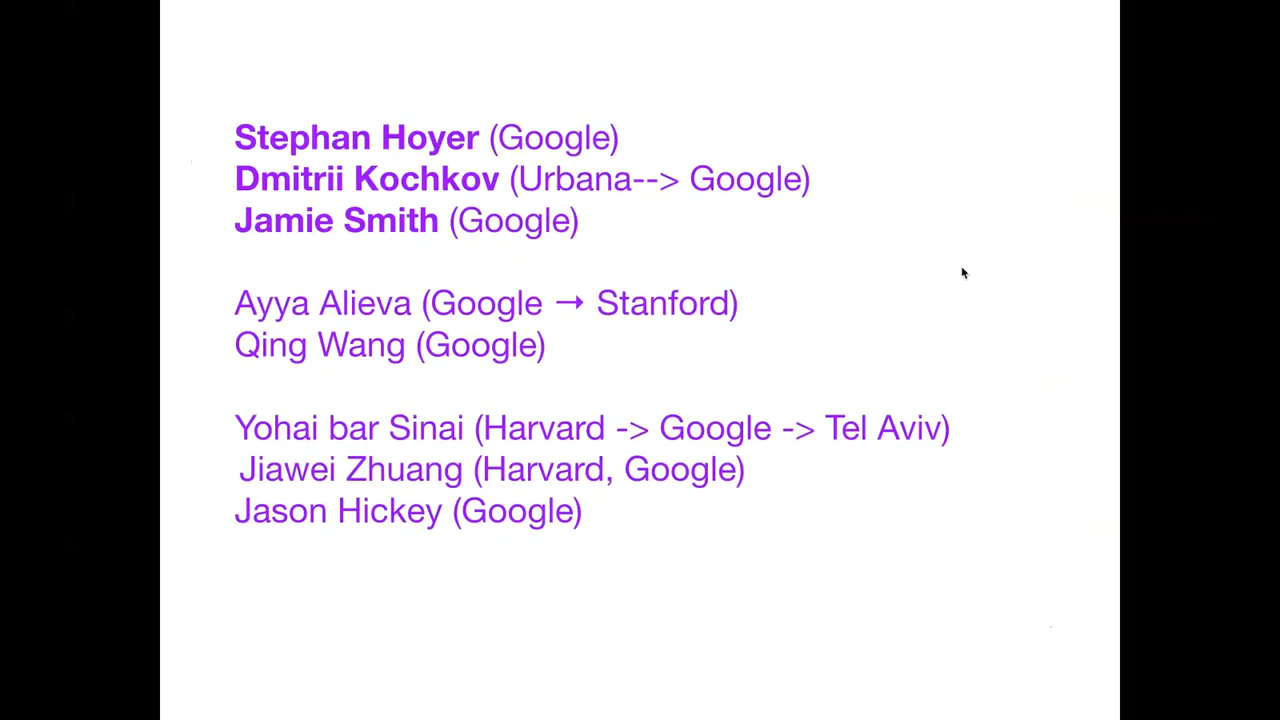 Stephan Hoyer (Google)
Dmitrii Kochkov (Urbana--> Google)
Jamie Smith (Google)
Ayya Alieva (Google → Stanford)
Qing Wang (Google)
Yohai bar Sinai (Harvard -> Google -> Tel Aviv)
Jiawei Zhuang (Harvard, Google)
Jason Hickey (Google)